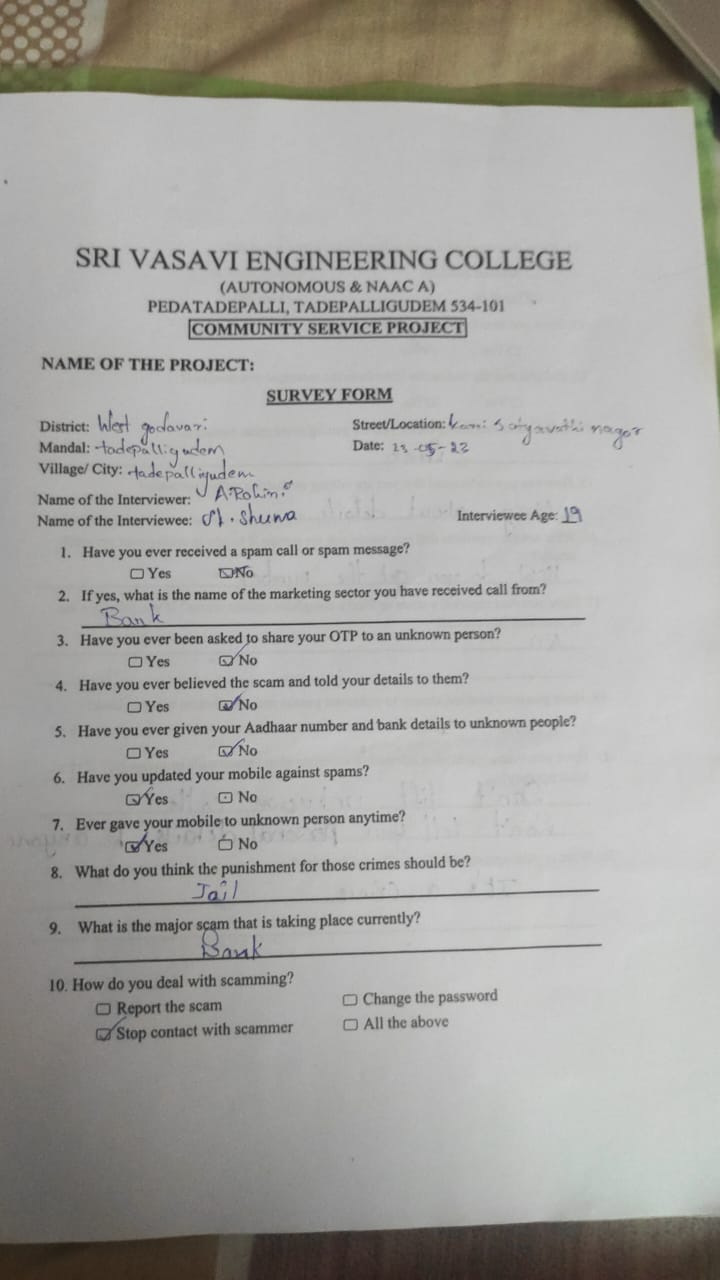 SRI VASAVI ENGINEERING COLLEGE
(AUTONOMOUS & NAAC A)
PEDATADEPALLI, TADEPALLIGUDEM 534-101
COMMUNITY SERVICE PROJECT
NAME OF THE PROJECT:
SURVEY FORM
District: West godavari Street/Location: satyavathi nagar
Mandal: tadepalligudem Date:
Village/ City: tadepalligudem
Name of the Interviewer: A.Rohini
Name of the Interviewee: Interviewee Age: 19
1. Have you ever received a spam call or spam message?
☐ Yes ☑ No
2. If yes, what is the name of the marketing sector you have received call from?
Bank
3. Have you ever been asked to share your OTP to an unknown person?
☐ Yes ☑ No
4. Have you ever believed the scam and told your details to them?
☐ Yes ☑ No
5. Have you ever given your Aadhaar number and bank details to unknown people?
☐ Yes ☑ No
6. Have you updated your mobile against spams?
☑ Yes ☐ No
7. Ever gave your mobile to unknown person anytime?
☑ Yes ☐ No
8. What do you think the punishment for those crimes should be?
Jail
9. What is the major scam that is taking place currently?
Bank
10. How do you deal with scamming?
☐ Report the scam ☐ Change the password
☑ Stop contact with scammer ☐ All the above